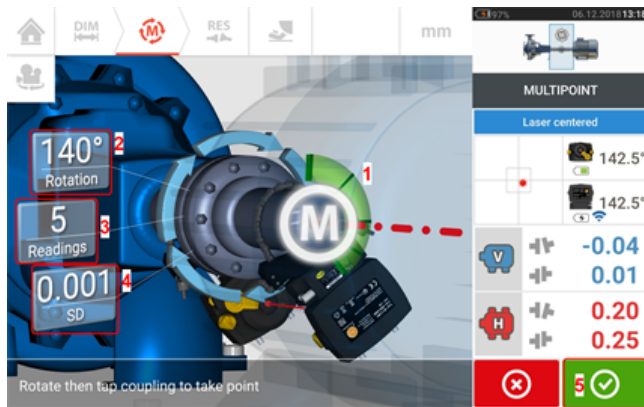 DIM
M
RES
mm
97%
06.12.2018 13:18
MULTIPOINT
Laser centered
142.5°
142.5°
140°
Rotation
2
1
5
Readings
3
0.001
SD
4
M
V
-0.04
0.01
H
0.20
0.25
Rotate then tap coupling to take point
5